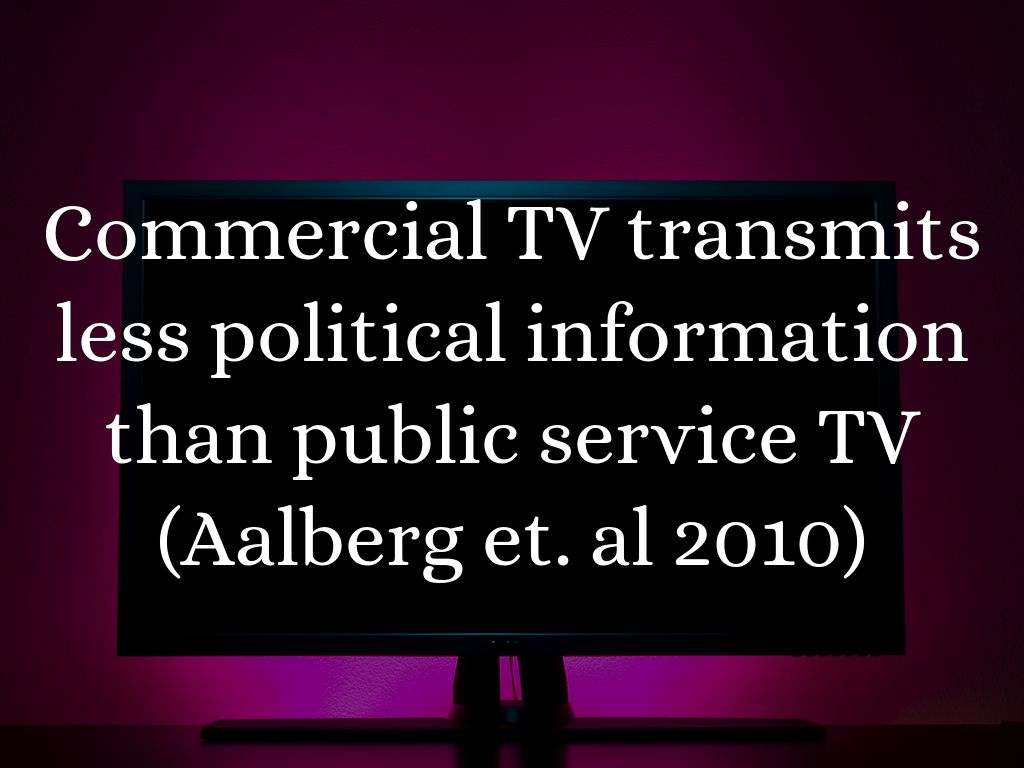 Commercial TV transmits
less political information
than public service TV
(Aalberg et. al 2010)